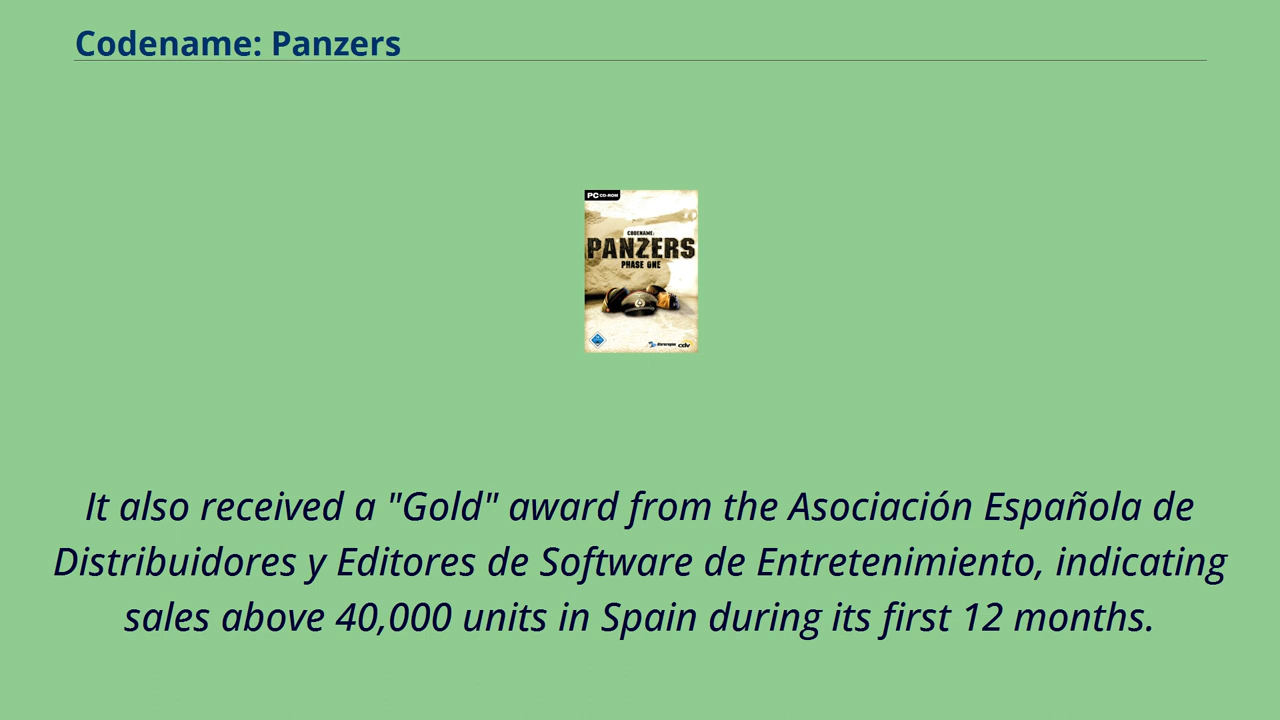 Codename: Panzers
PC CD-ROM
CODENAME:
PANZERS
PHASE ONE
cdv
It also received a "Gold" award from the Asociación Española de
Distribuidores y Editores de Software de Entretenimiento, indicating
sales above 40,000 units in Spain during its first 12 months.